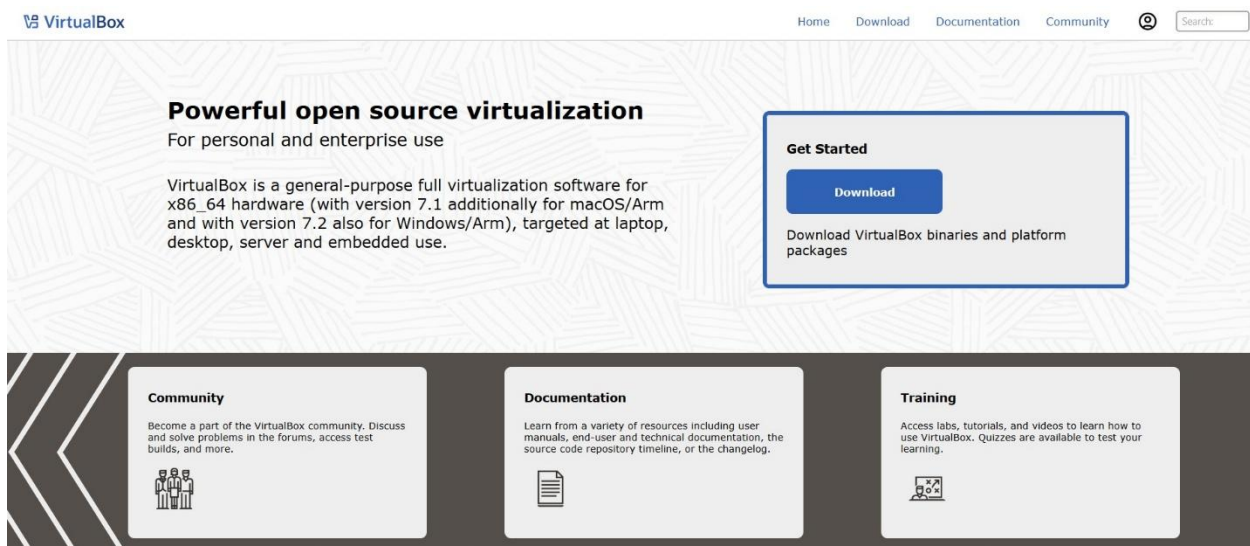 VirtualBox
Home Download Documentation Community Search:
Powerful open source virtualization
For personal and enterprise use
VirtualBox is a general-purpose full virtualization software for
x86_64 hardware (with version 7.1 additionally for macOS/Arm
and with version 7.2 also for Windows/Arm), targeted at laptop,
desktop, server and embedded use.
Get Started
Download
Download VirtualBox binaries and platform
packages
Community
Become a part of the VirtualBox community. Discuss
and solve problems in the forums, access test
builds, and more.
Documentation
Learn from a variety of resources including user
manuals, end-user and technical documentation, the
source code repository timeline, or the changelog.
Training
Access labs, tutorials, and videos to learn how to
use VirtualBox. Quizzes are available to test your
learning.